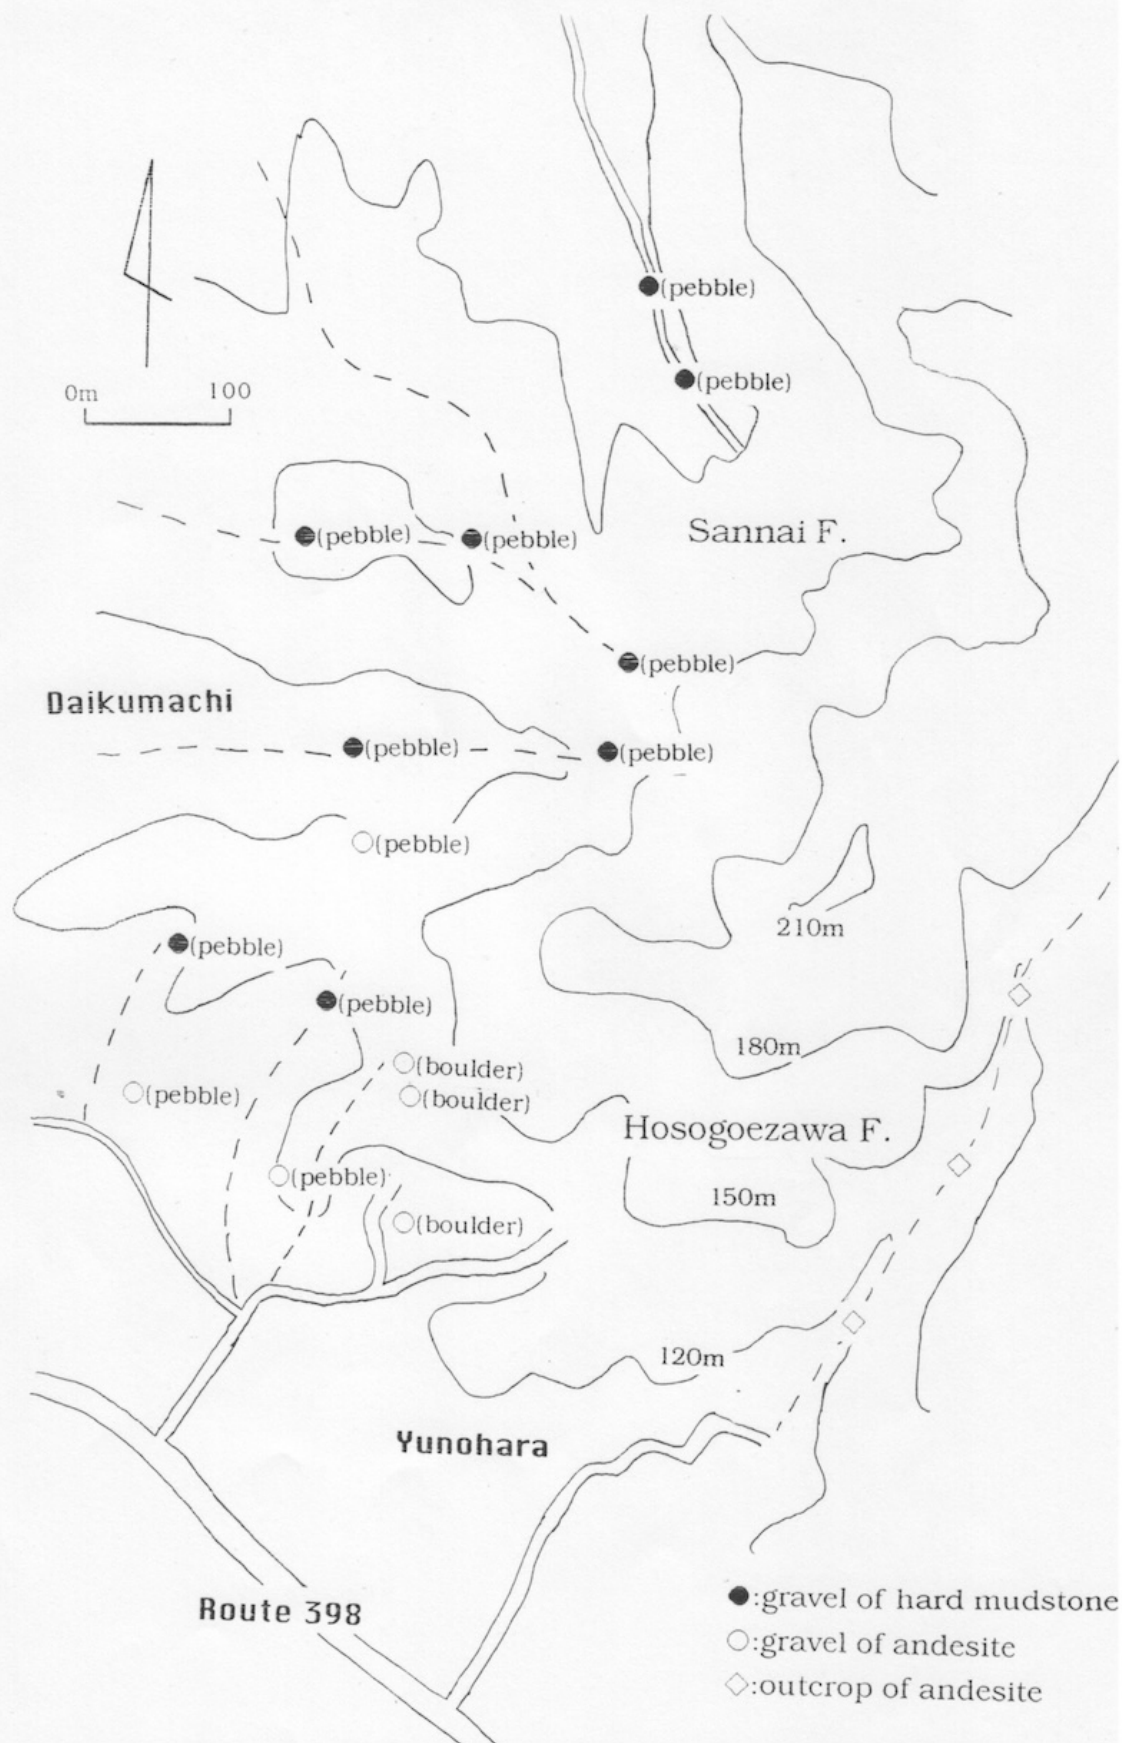 (pebble)
(pebble)
0m 100
Sannai F.
(pebble)
(pebble)
(pebble)
Daikumachi
(pebble)
(pebble)
(pebble)
210m
(pebble)
(pebble)
180m
(boulder)
(boulder)
(pebble)
Hosogoezawa F.
(pebble)
150m
(boulder)
120m
Yunohara
Route 398
:gravel of hard mudstone
:gravel of andesite
:outcrop of andesite